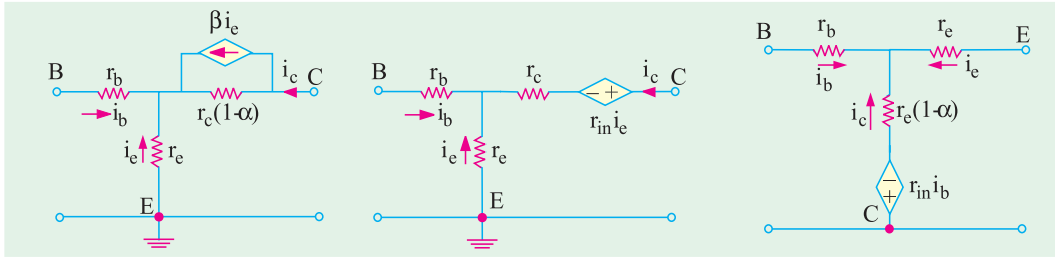 βi_e
B
r_b
i_b
r_c(1-α)
i_c
C
i_e
r_e
E
B
r_b
i_b
r_c
− +
r_in i_e
i_c
C
i_e
r_e
E
B
r_b
i_b
r_e
i_e
E
i_c
r_e(1-α)
−
+
r_in i_b
C